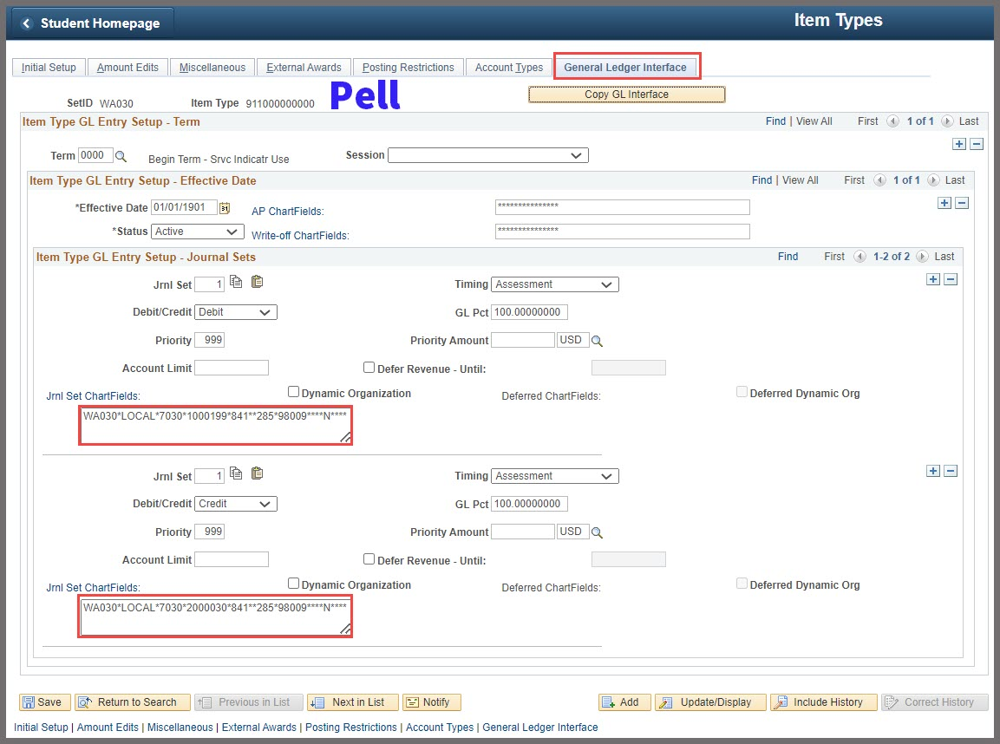 Student Homepage
Item Types
Initial Setup Amount Edits Miscellaneous External Awards Posting Restrictions Account Types General Ledger Interface
Pell
Copy GL Interface
SetID WA030 Item Type 911000000000
Item Type GL Entry Setup - Term Find | View All First 1 of 1 Last
Term 0000 Begin Term - Srvc Indicatr Use Session
Item Type GL Entry Setup - Effective Date Find | View All First 1 of 1 Last
*Effective Date 01/01/1901 31 AP ChartFields: ***************
*Status Active Write-off ChartFields: ***************
Item Type GL Entry Setup - Journal Sets Find First 1-2 of 2 Last
Jrnl Set 1 Timing Assessment
Debit/Credit Debit GL Pct 100.00000000
Priority 999 Priority Amount USD
Account Limit Defer Revenue - Until:
Jrnl Set ChartFields: Dynamic Organization Deferred ChartFields: Deferred Dynamic Org
WA030*LOCAL*7030*1000199*841**285*98009****N****
Jrnl Set 1 Timing Assessment
Debit/Credit Credit GL Pct 100.00000000
Priority 999 Priority Amount USD
Account Limit Defer Revenue - Until:
Jrnl Set ChartFields: Dynamic Organization Deferred ChartFields: Deferred Dynamic Org
WA030*LOCAL*7030*2000030*841**285*98009****N****
Save Return to Search Previous in List Next in List Notify Add Update/Display Include History Correct History
Initial Setup | Amount Edits | Miscellaneous | External Awards | Posting Restrictions | Account Types | General Ledger Interface